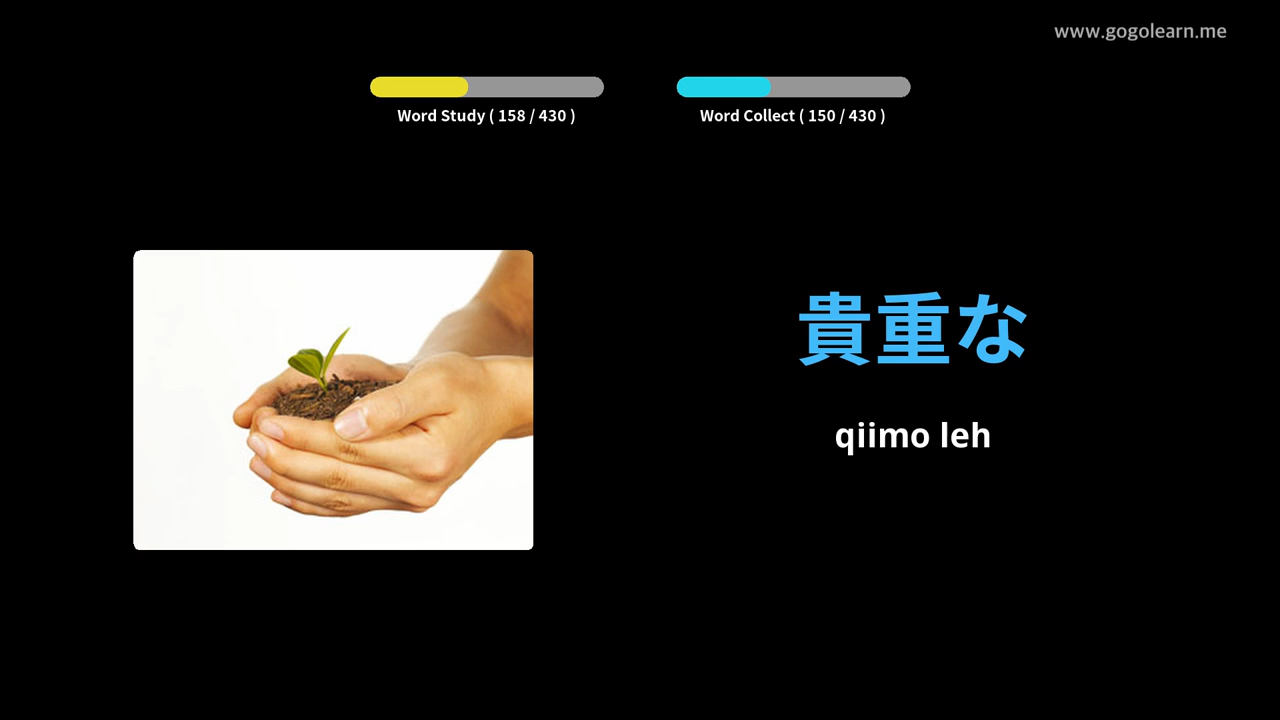 www.gogolearn.me
Word Study ( 158 / 430 )
Word Collect ( 150 / 430 )
貴重な
qiimo leh